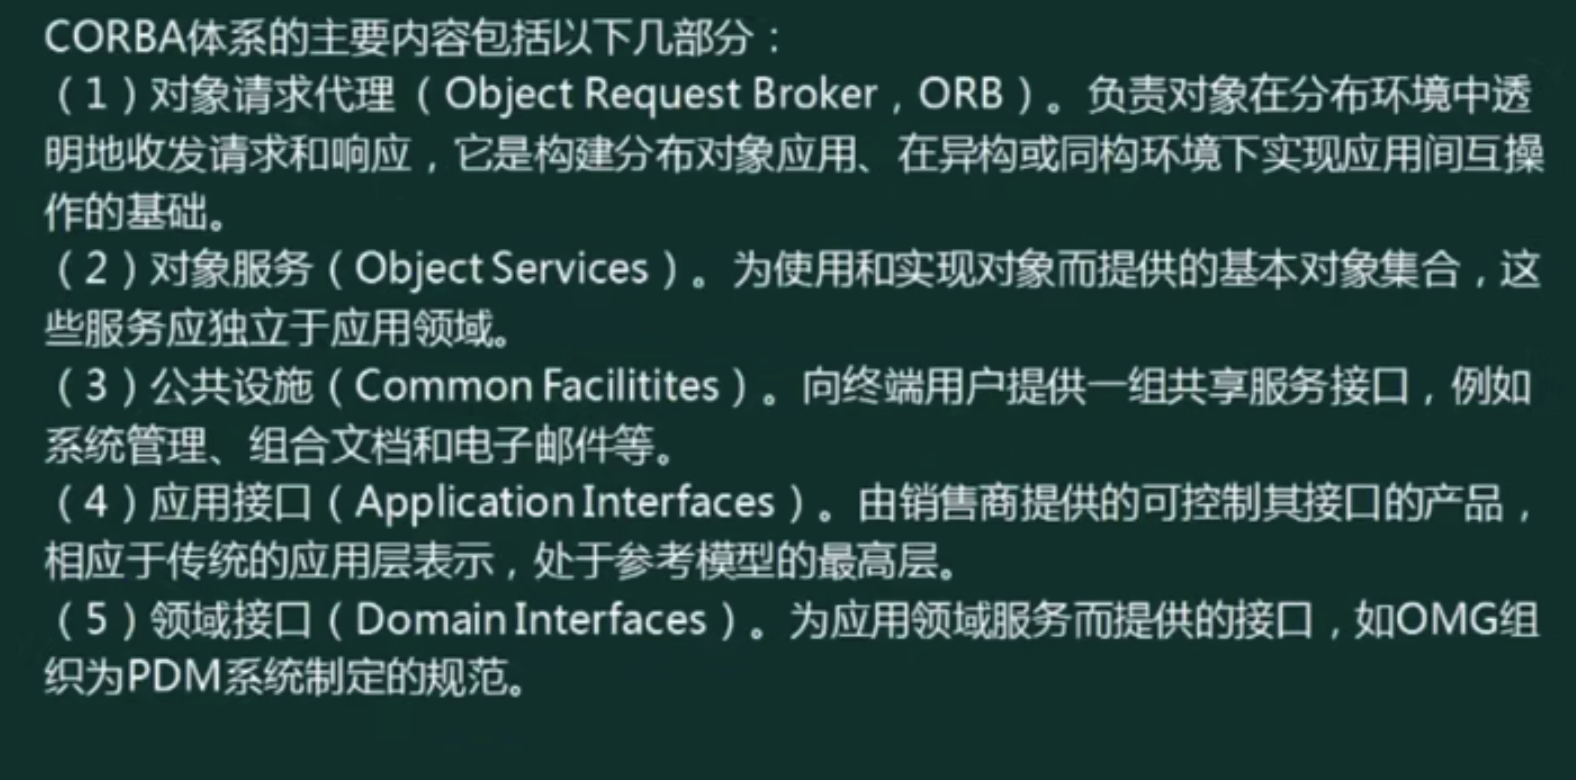 CORBA体系的主要内容包括以下几部分：
（1）对象请求代理（Object Request Broker，ORB）。负责对象在分布环境中透
明地收发请求和响应，它是构建分布对象应用、在异构或同构环境下实现应用间互操
作的基础。
（2）对象服务（Object Services）。为使用和实现对象而提供的基本对象集合，这
些服务应独立于应用领域。
（3）公共设施（Common Facilitites）。向终端用户提供一组共享服务接口，例如
系统管理、组合文档和电子邮件等。
（4）应用接口（Application Interfaces）。由销售商提供的可控制其接口的产品，
相应于传统的应用层表示，处于参考模型的最高层。
（5）领域接口（Domain Interfaces）。为应用领域服务而提供的接口，如OMG组
织为PDM系统制定的规范。